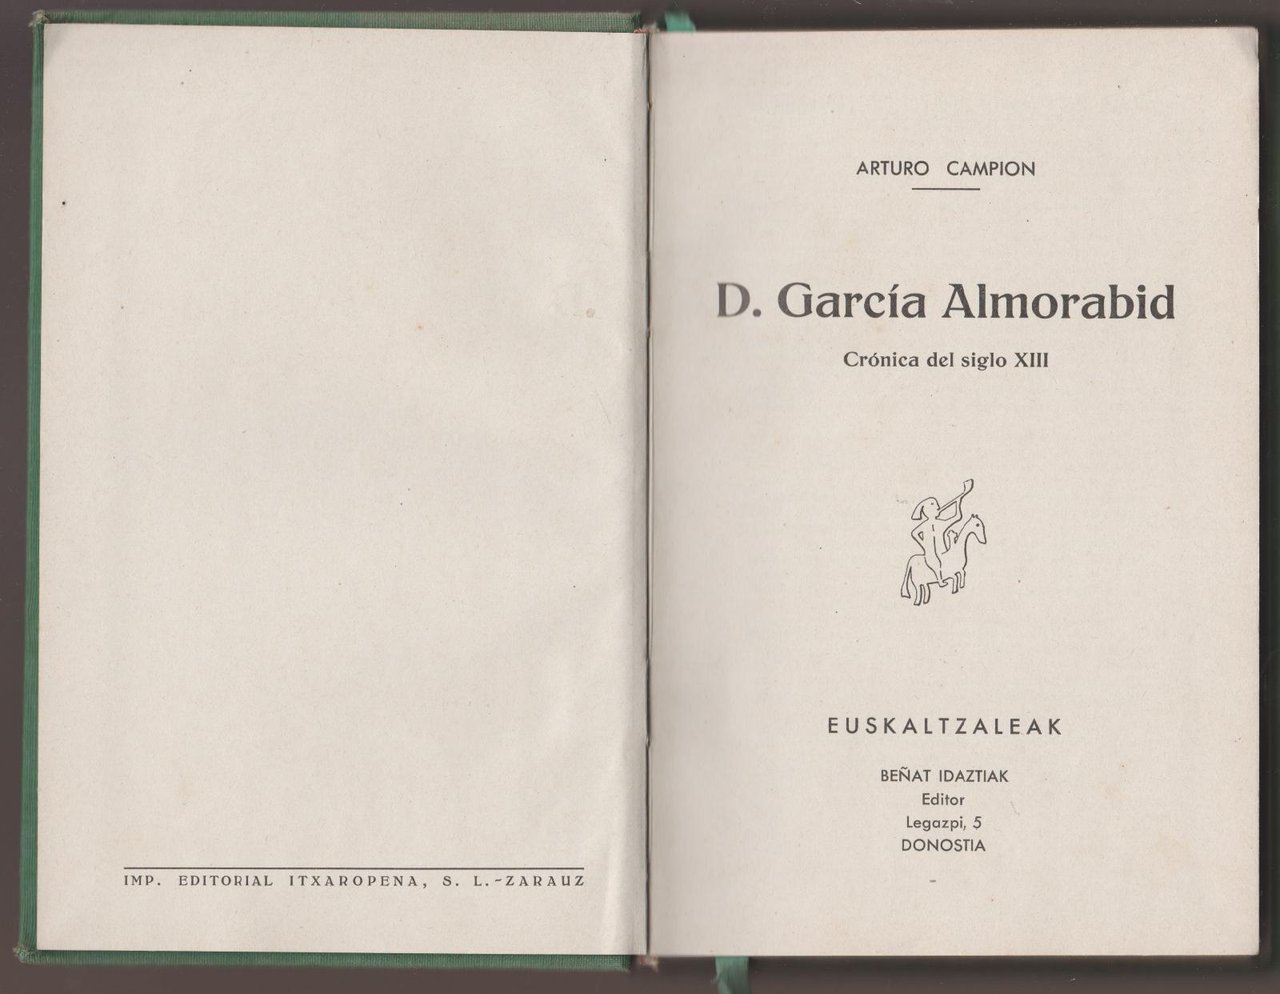 IMP. EDITORIAL ITXAROPENA, S. L.-ZARAUZ
ARTURO CAMPION
D. García Almorabid
Crónica del siglo XIII
EUSKALTZALEAK
BEÑAT IDAZTIAK
Editor
Legazpi, 5
DONOSTIA